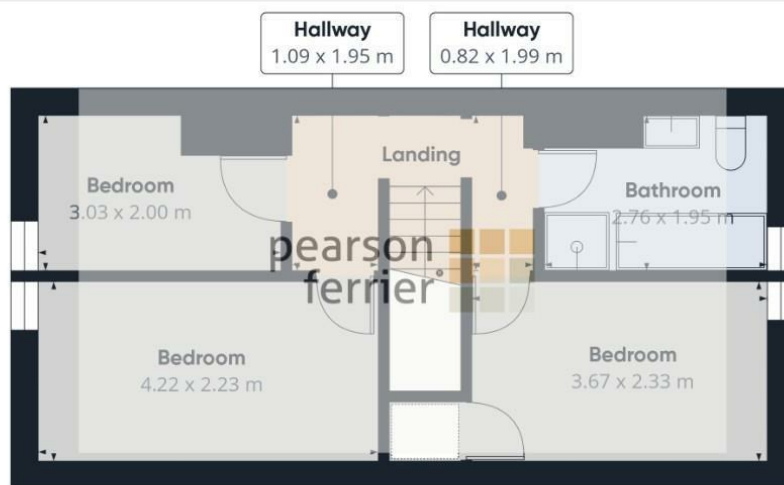 Hallway
1.09 x 1.95 m
Hallway
0.82 x 1.99 m
Landing
Bedroom
3.03 x 2.00 m
Bathroom
2.76 x 1.95 m
pearson
ferrier
Bedroom
4.22 x 2.23 m
Bedroom
3.67 x 2.33 m